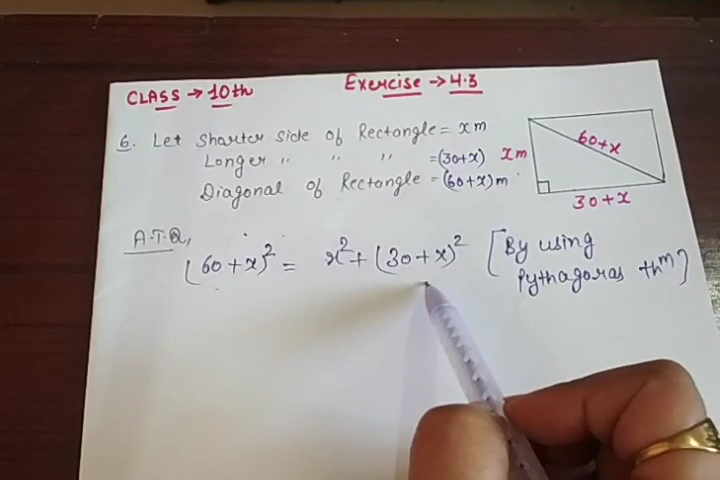 CLASS → 10th Exercise → 4.3
6. Let Sharter side of Rectangle = x m
Longer " " " = (30+x)
Diagonal of Rectangle = (60+x)m
x m
60+x
30+x
A.T.Q,
(60+x)² = x² + (30+x)² [By using
Pythagoras thᵐ]